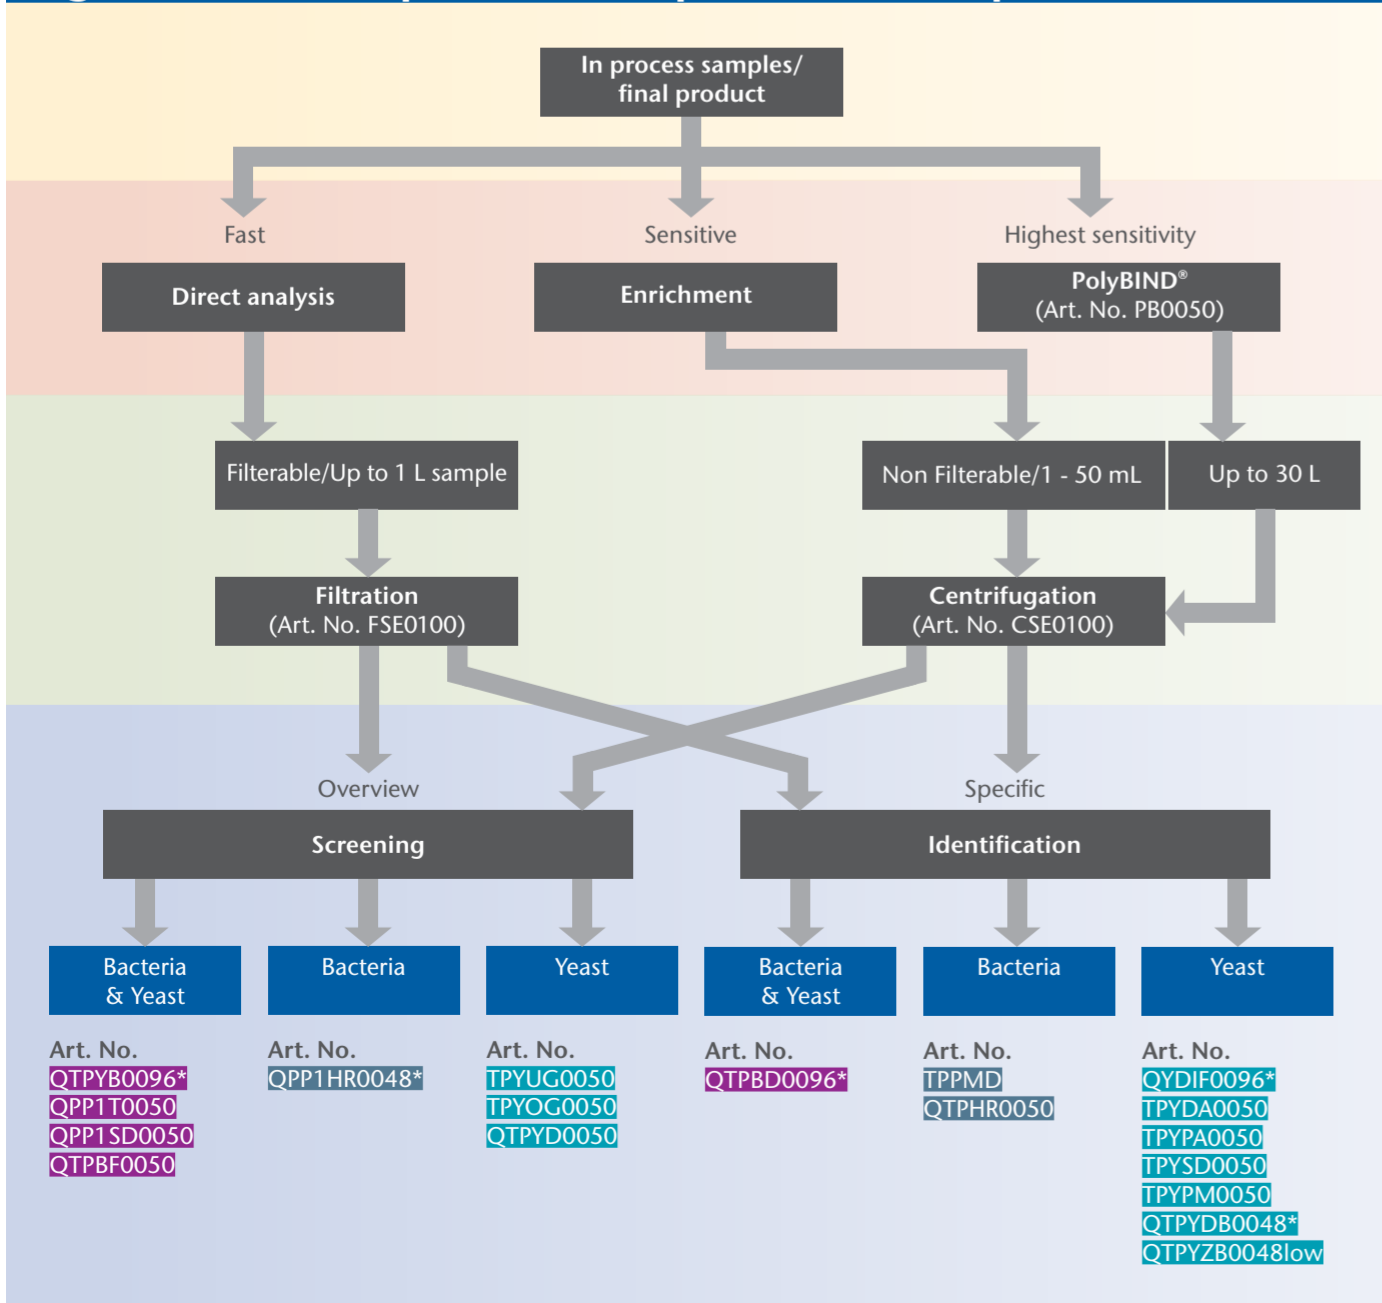 In process samples/
final product
Fast
Sensitive
Highest sensitivity
Direct analysis
Enrichment
PolyBIND®
(Art. No. PB0050)
Filterable/Up to 1 L sample
Non Filterable/1 - 50 mL
Up to 30 L
Filtration
(Art. No. FSE0100)
Centrifugation
(Art. No. CSE0100)
Overview
Specific
Screening
Identification
Bacteria
& Yeast
Art. No.
QTPYB0096*
QPP1T0050
QPP1SD0050
QTPBF0050
Bacteria
Art. No.
QPP1HR0048*
Yeast
Art. No.
TPYUG0050
TPYOG0050
QTPYD0050
Bacteria
& Yeast
Art. No.
QTPBD0096*
Bacteria
Art. No.
TPPMD
QTPHR0050
Yeast
Art. No.
QYDIF0096*
TPYDA0050
TPYPA0050
TPYSD0050
TPYPM0050
QTPYDB0048*
QTPYZB0048low